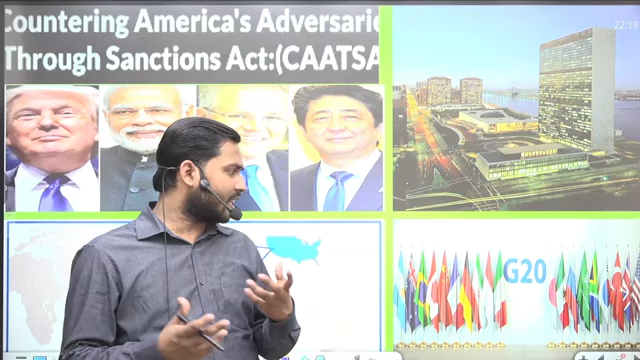 Countering America's Adversarie
Through Sanctions Act:(CAATSA
22:19
G20